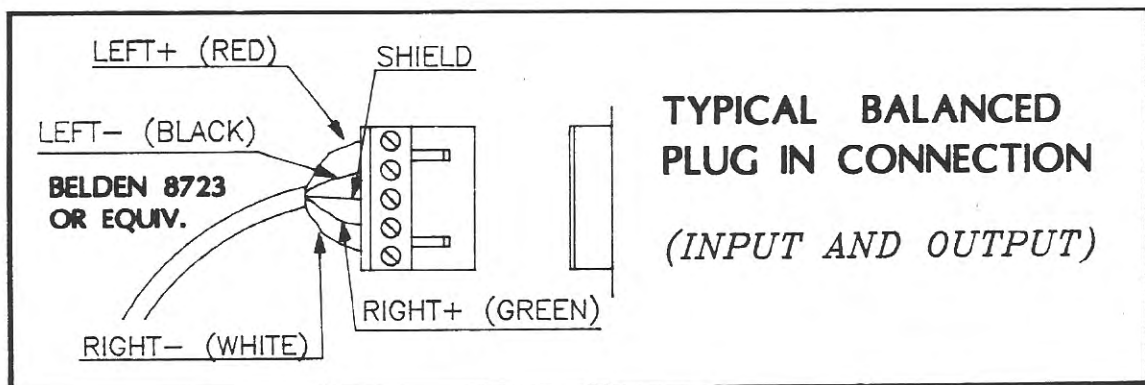 LEFT+ (RED)
SHIELD
LEFT- (BLACK)
BELDEN 8723
OR EQUIV.
RIGHT+ (GREEN)
RIGHT- (WHITE)
TYPICAL BALANCED
PLUG IN CONNECTION
(INPUT AND OUTPUT)